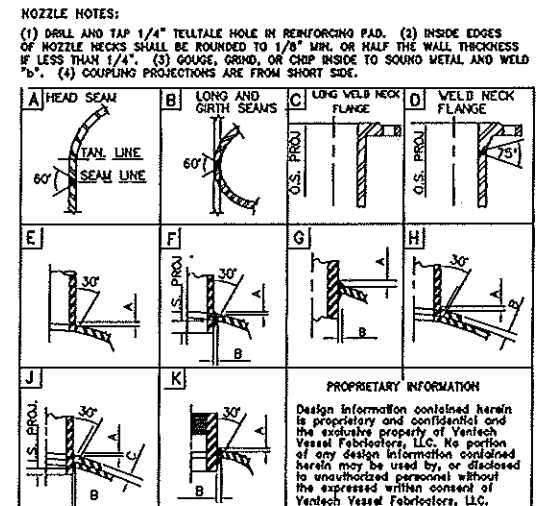 NOZZLE NOTES:
(1) DRILL AND TAP 1/4" TELLTALE HOLE IN REINFORCING PAD. (2) INSIDE EDGES
OF NOZZLE NECKS SHALL BE ROUNDED TO 1/8" MIN. OR HALF THE WALL THICKNESS
IF LESS THAN 1/4". (3) GOUGE, GRIND, OR CHIP INSIDE TO SOUND METAL AND WELD
"b". (4) COUPLING PROJECTIONS ARE FROM SHORT SIDE.
A HEAD SEAM
TAN. LINE
60° SEAM LINE
B LONG AND
GIRTH SEAMS
60°
C LONG WELD NECK
FLANGE
O.S. PROJ
D WELD NECK
FLANGE
O.S. PROJ
75°
E
30°
A
F
I.S. PROJ
30°
A
B
G
A
B
H
30°
A
B
J
I.S. PROJ.
30°
A
C
B
K
30°
A
B
PROPRIETARY INFORMATION
Design information contained herein
is proprietary and confidential and
the exclusive property of Ventech
Vessel Fabricators, LLC. No portion
of any design information contained
herein may be used by, or disclosed
to unauthorized personnel without
the expressed written consent of
Ventech Vessel Fabricators, LLC.